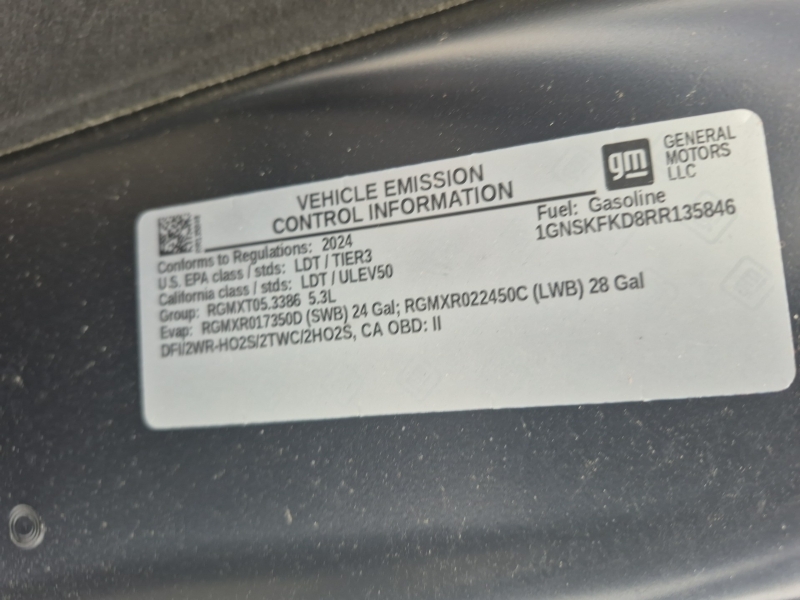 VEHICLE EMISSION
CONTROL INFORMATION
gm
GENERAL
MOTORS
LLC
Fuel: Gasoline
1GNSKFKD8RR135846
Conforms to Regulations: 2024
U.S. EPA class / stds: LDT / TIER3
California class / stds: LDT / ULEV50
Group: RGMXT05.3386 5.3L
Evap: RGMXR017350D (SWB) 24 Gal; RGMXR022450C (LWB) 28 Gal
DFI/2WR-HO2S/2TWC/2HO2S, CA OBD: II